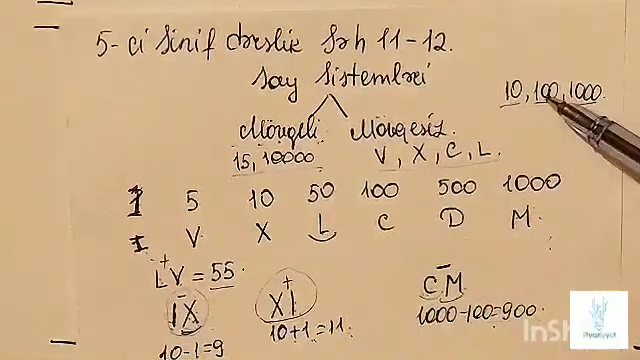 5-ci sinif dərslik Səh 11-12.
Say Sistemləri
10, 100, 1000.
Mövqeli Mövqesiz.
15, 10000 V, X, C, L.
1 5 10 50 100 500 1000
I V X L C D M.
+
LV = 55.
- + -
IX XI CM
10-1=9 10+1=11 1000-100=900.
InSh